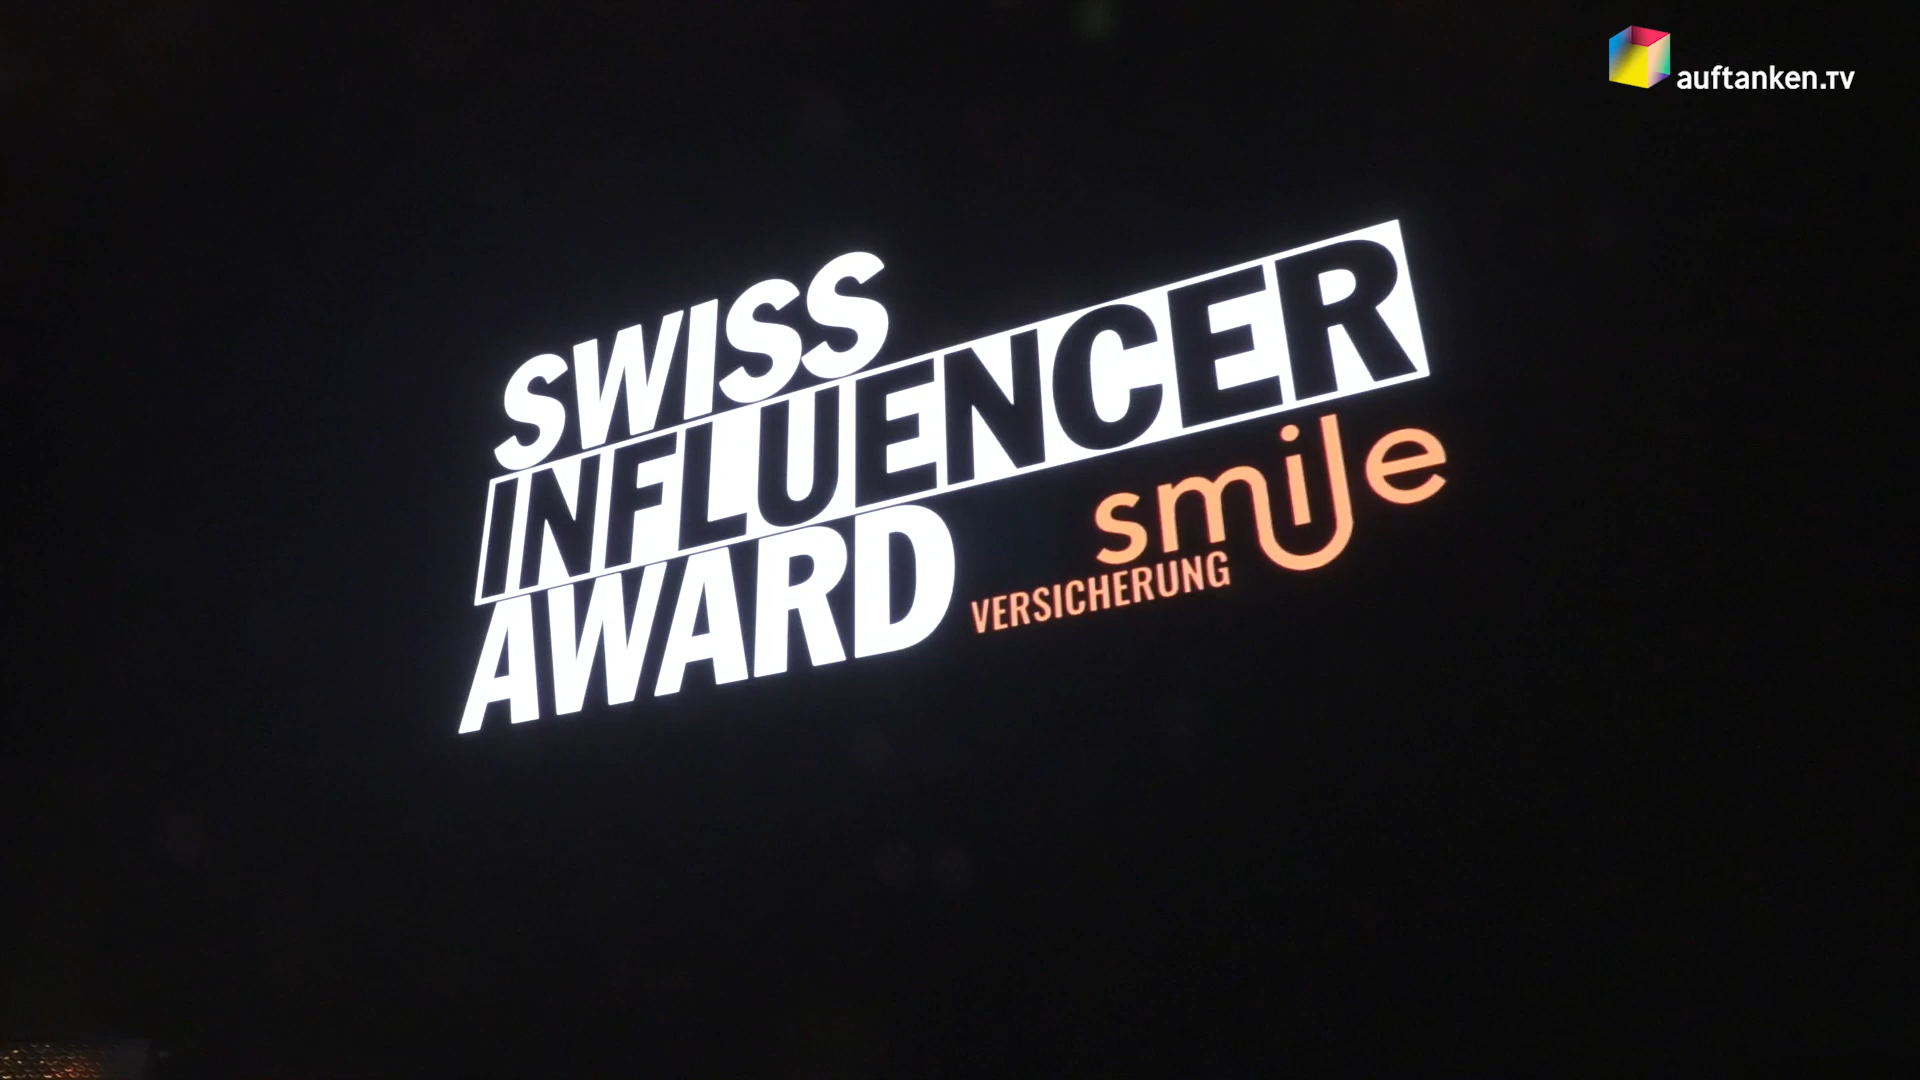 auftanken.TV
SWISS
INFLUENCER
AWARD
smile
VERSICHERUNG